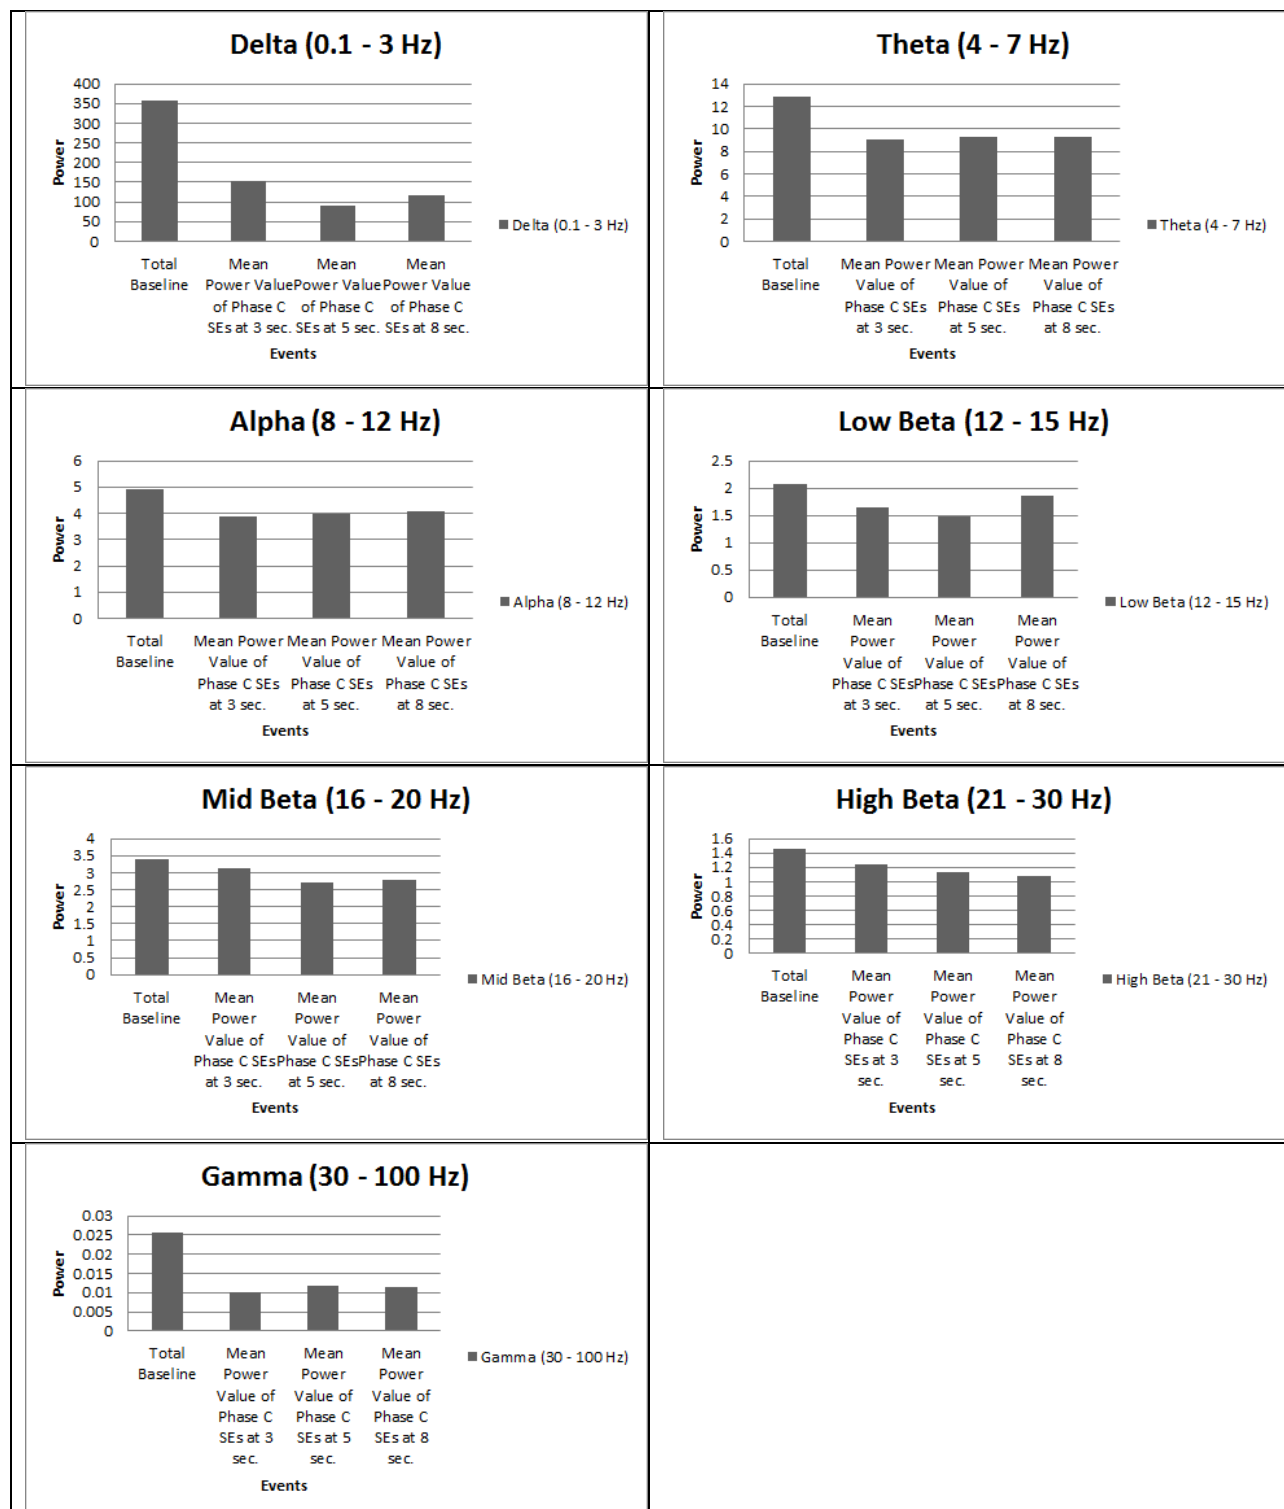 Delta (0.1 - 3 Hz)
400
350
300
250
200
150
100
50
0
Power
Total Mean Mean Mean
Baseline Power Value Power Value Power Value
of Phase C of Phase C of Phase C
SEs at 3 sec. SEs at 5 sec. SEs at 8 sec.
Events
Delta (0.1 - 3 Hz)
Theta (4 - 7 Hz)
14
12
10
8
6
4
2
0
Power
Total Mean Power Mean Power Mean Power
Baseline Value of Value of Value of
Phase C SEs Phase C SEs Phase C SEs
at 3 sec. at 5 sec. at 8 sec.
Events
Theta (4 - 7 Hz)
Alpha (8 - 12 Hz)
6
5
4
3
2
1
0
Power
Total Mean Power Mean Power Mean Power
Baseline Value of Value of Value of
Phase C SEs Phase C SEs Phase C SEs
at 3 sec. at 5 sec. at 8 sec.
Events
Alpha (8 - 12 Hz)
Low Beta (12 - 15 Hz)
2.5
2
1.5
1
0.5
0
Power
Total Mean Mean Mean
Baseline Power Power Power
Value of Value of Value of
Phase C SEs Phase C SEs Phase C SEs
at 3 sec. at 5 sec. at 8 sec.
Events
Low Beta (12 - 15 Hz)
Mid Beta (16 - 20 Hz)
4
3.5
3
2.5
2
1.5
1
0.5
0
Power
Total Mean Mean Mean
Baseline Power Power Power
Value of Value of Value of
Phase C SEs Phase C SEs Phase C SEs
at 3 sec. at 5 sec. at 8 sec.
Events
Mid Beta (16 - 20 Hz)
High Beta (21 - 30 Hz)
1.6
1.4
1.2
1
0.8
0.6
0.4
0.2
0
Power
Total Mean Mean Mean
Baseline Power Power Power
Value of Value of Value of
Phase C Phase C Phase C
SEs at 3 SEs at 5 SEs at 8
sec. sec. sec.
Events
High Beta (21 - 30 Hz)
Gamma (30 - 100 Hz)
0.03
0.025
0.02
0.015
0.01
0.005
0
Power
Total Mean Mean Mean
Baseline Power Power Power
Value of Value of Value of
Phase C Phase C Phase C
SEs at 3 SEs at 5 SEs at 8
sec. sec. sec.
Events
Gamma (30 - 100 Hz)